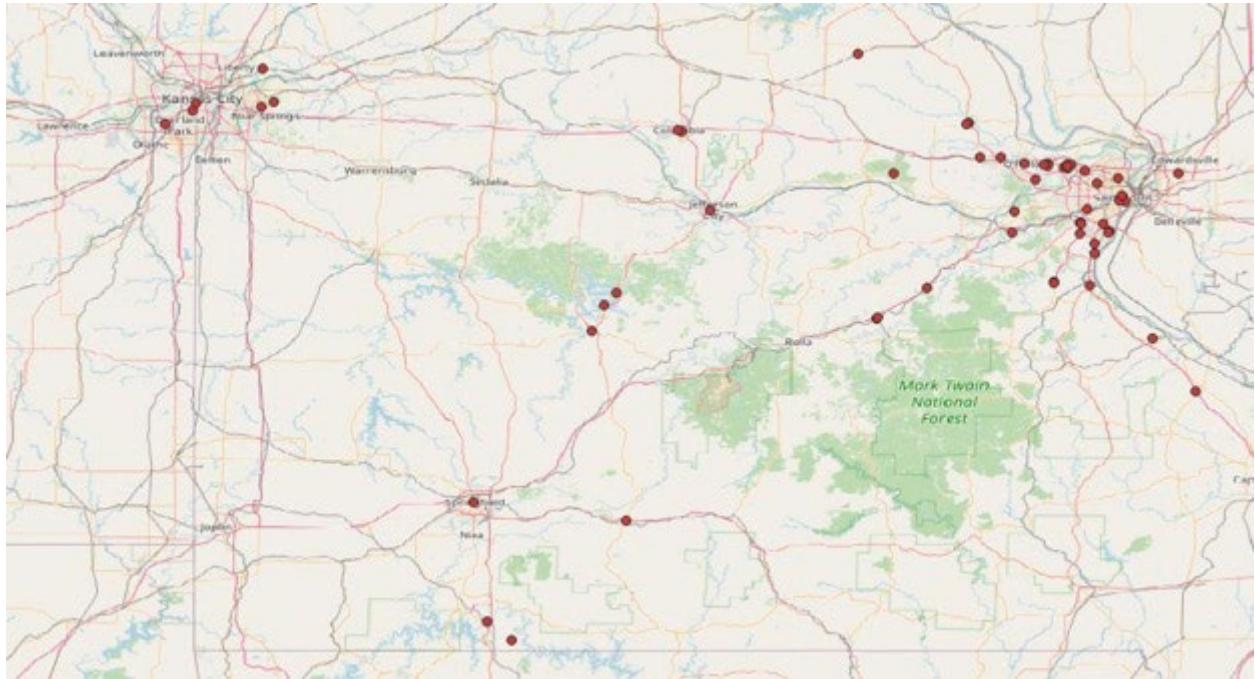 Leavenworth
Liberty
Kansas City
Edwardsville
Blue Springs
Lawrence
Overland
Park
Columbia
Olathe
Belton
Warrensburg
Sedalia
Jefferson
City
Belleville
Rolla
Mark Twain
National
Forest
Springfield
Joplin
Nixa